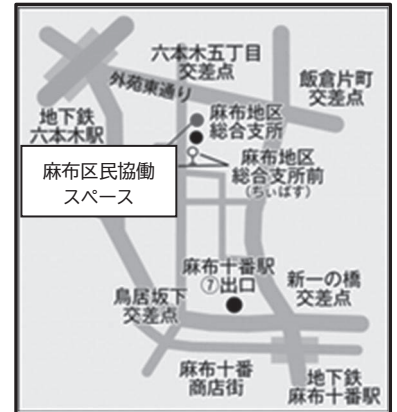 六本木五丁目
交差点
外苑東通り
飯倉片町
交差点
地下鉄
六本木駅
麻布地区
総合支所
麻布区民協働
スペース
麻布地区
総合支所前
(ちぃばす)
麻布十番駅
⑦出口
新一の橋
交差点
鳥居坂下
交差点
麻布十番
商店街
地下鉄
麻布十番駅